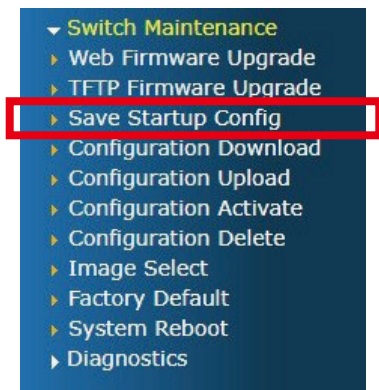 Switch Maintenance
Web Firmware Upgrade
TFTP Firmware Upgrade
Save Startup Config
Configuration Download
Configuration Upload
Configuration Activate
Configuration Delete
Image Select
Factory Default
System Reboot
Diagnostics